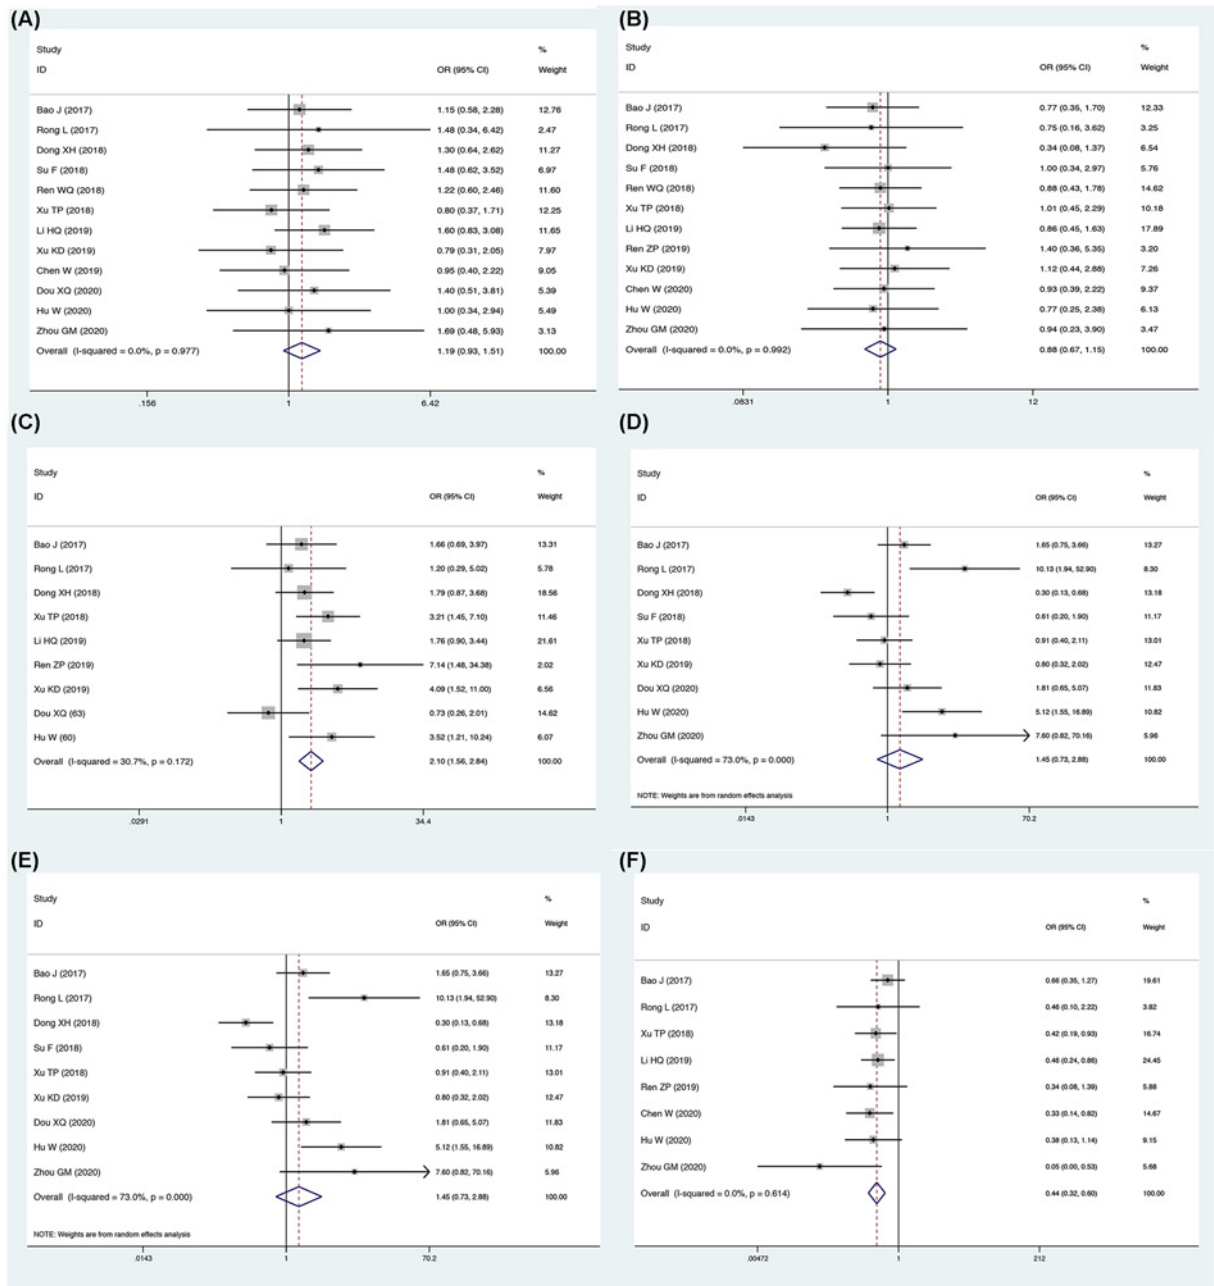 (A)
Study %
ID OR (95% CI) Weight
Bao J (2017) 1.15 (0.58, 2.28) 12.76
Rong L (2017) 1.48 (0.34, 6.42) 2.47
Dong XH (2018) 1.30 (0.64, 2.62) 11.27
Su F (2018) 1.48 (0.62, 3.52) 6.97
Ren WQ (2018) 1.22 (0.60, 2.46) 11.60
Xu TP (2018) 0.80 (0.37, 1.71) 12.25
Li HQ (2019) 1.60 (0.83, 3.08) 11.65
Xu KD (2019) 0.79 (0.31, 2.05) 7.97
Chen W (2019) 0.95 (0.40, 2.22) 9.05
Dou XQ (2020) 1.40 (0.51, 3.81) 5.39
Hu W (2020) 1.00 (0.34, 2.94) 5.49
Zhou GM (2020) 1.69 (0.48, 5.93) 3.13
Overall (I-squared = 0.0%, p = 0.977) 1.19 (0.93, 1.51) 100.00
.156 1 6.42
(B)
Study %
ID OR (95% CI) Weight
Bao J (2017) 0.77 (0.35, 1.70) 12.33
Rong L (2017) 0.75 (0.16, 3.62) 3.25
Dong XH (2018) 0.34 (0.08, 1.37) 6.54
Su F (2018) 1.00 (0.34, 2.97) 5.76
Ren WQ (2018) 0.88 (0.43, 1.78) 14.62
Xu TP (2018) 1.01 (0.45, 2.29) 10.18
Li HQ (2019) 0.86 (0.45, 1.63) 17.89
Ren ZP (2019) 1.40 (0.36, 5.35) 3.20
Xu KD (2019) 1.12 (0.44, 2.88) 7.26
Chen W (2020) 0.93 (0.39, 2.22) 9.37
Hu W (2020) 0.77 (0.25, 2.38) 6.13
Zhou GM (2020) 0.94 (0.23, 3.90) 3.47
Overall (I-squared = 0.0%, p = 0.992) 0.88 (0.67, 1.15) 100.00
.0831 1 12
(C)
Study %
ID OR (95% CI) Weight
Bao J (2017) 1.66 (0.69, 3.97) 13.31
Rong L (2017) 1.20 (0.29, 5.02) 5.78
Dong XH (2018) 1.79 (0.87, 3.68) 18.56
Xu TP (2018) 3.21 (1.45, 7.10) 11.46
Li HQ (2019) 1.76 (0.90, 3.44) 21.61
Ren ZP (2019) 7.14 (1.48, 34.38) 2.02
Xu KD (2019) 4.09 (1.52, 11.00) 6.56
Dou XQ (63) 0.73 (0.26, 2.01) 14.62
Hu W (60) 3.52 (1.21, 10.24) 6.07
Overall (I-squared = 30.7%, p = 0.172) 2.10 (1.56, 2.84) 100.00
.0291 1 34.4
(D)
Study %
ID OR (95% CI) Weight
Bao J (2017) 1.65 (0.75, 3.66) 13.27
Rong L (2017) 10.13 (1.94, 52.90) 8.30
Dong XH (2018) 0.30 (0.13, 0.68) 13.18
Su F (2018) 0.61 (0.20, 1.90) 11.17
Xu TP (2018) 0.91 (0.40, 2.11) 13.01
Xu KD (2019) 0.80 (0.32, 2.02) 12.47
Dou XQ (2020) 1.81 (0.65, 5.07) 11.83
Hu W (2020) 5.12 (1.55, 16.89) 10.82
Zhou GM (2020) 7.60 (0.82, 70.16) 5.96
Overall (I-squared = 73.0%, p = 0.000) 1.45 (0.73, 2.88) 100.00
NOTE: Weights are from random effects analysis
.0143 1 70.2
(E)
Study %
ID OR (95% CI) Weight
Bao J (2017) 1.65 (0.75, 3.66) 13.27
Rong L (2017) 10.13 (1.94, 52.90) 8.30
Dong XH (2018) 0.30 (0.13, 0.68) 13.18
Su F (2018) 0.61 (0.20, 1.90) 11.17
Xu TP (2018) 0.91 (0.40, 2.11) 13.01
Xu KD (2019) 0.80 (0.32, 2.02) 12.47
Dou XQ (2020) 1.81 (0.65, 5.07) 11.83
Hu W (2020) 5.12 (1.55, 16.89) 10.82
Zhou GM (2020) 7.60 (0.82, 70.16) 5.96
Overall (I-squared = 73.0%, p = 0.000) 1.45 (0.73, 2.88) 100.00
NOTE: Weights are from random effects analysis
.0143 1 70.2
(F)
Study %
ID OR (95% CI) Weight
Bao J (2017) 0.66 (0.35, 1.27) 19.61
Rong L (2017) 0.46 (0.10, 2.22) 3.82
Xu TP (2018) 0.42 (0.19, 0.93) 16.74
Li HQ (2019) 0.46 (0.24, 0.86) 24.45
Ren ZP (2019) 0.34 (0.08, 1.39) 5.88
Chen W (2020) 0.33 (0.14, 0.82) 14.67
Hu W (2020) 0.38 (0.13, 1.14) 9.15
Zhou GM (2020) 0.05 (0.00, 0.53) 5.68
Overall (I-squared = 0.0%, p = 0.614) 0.44 (0.32, 0.60) 100.00
.00472 1 212